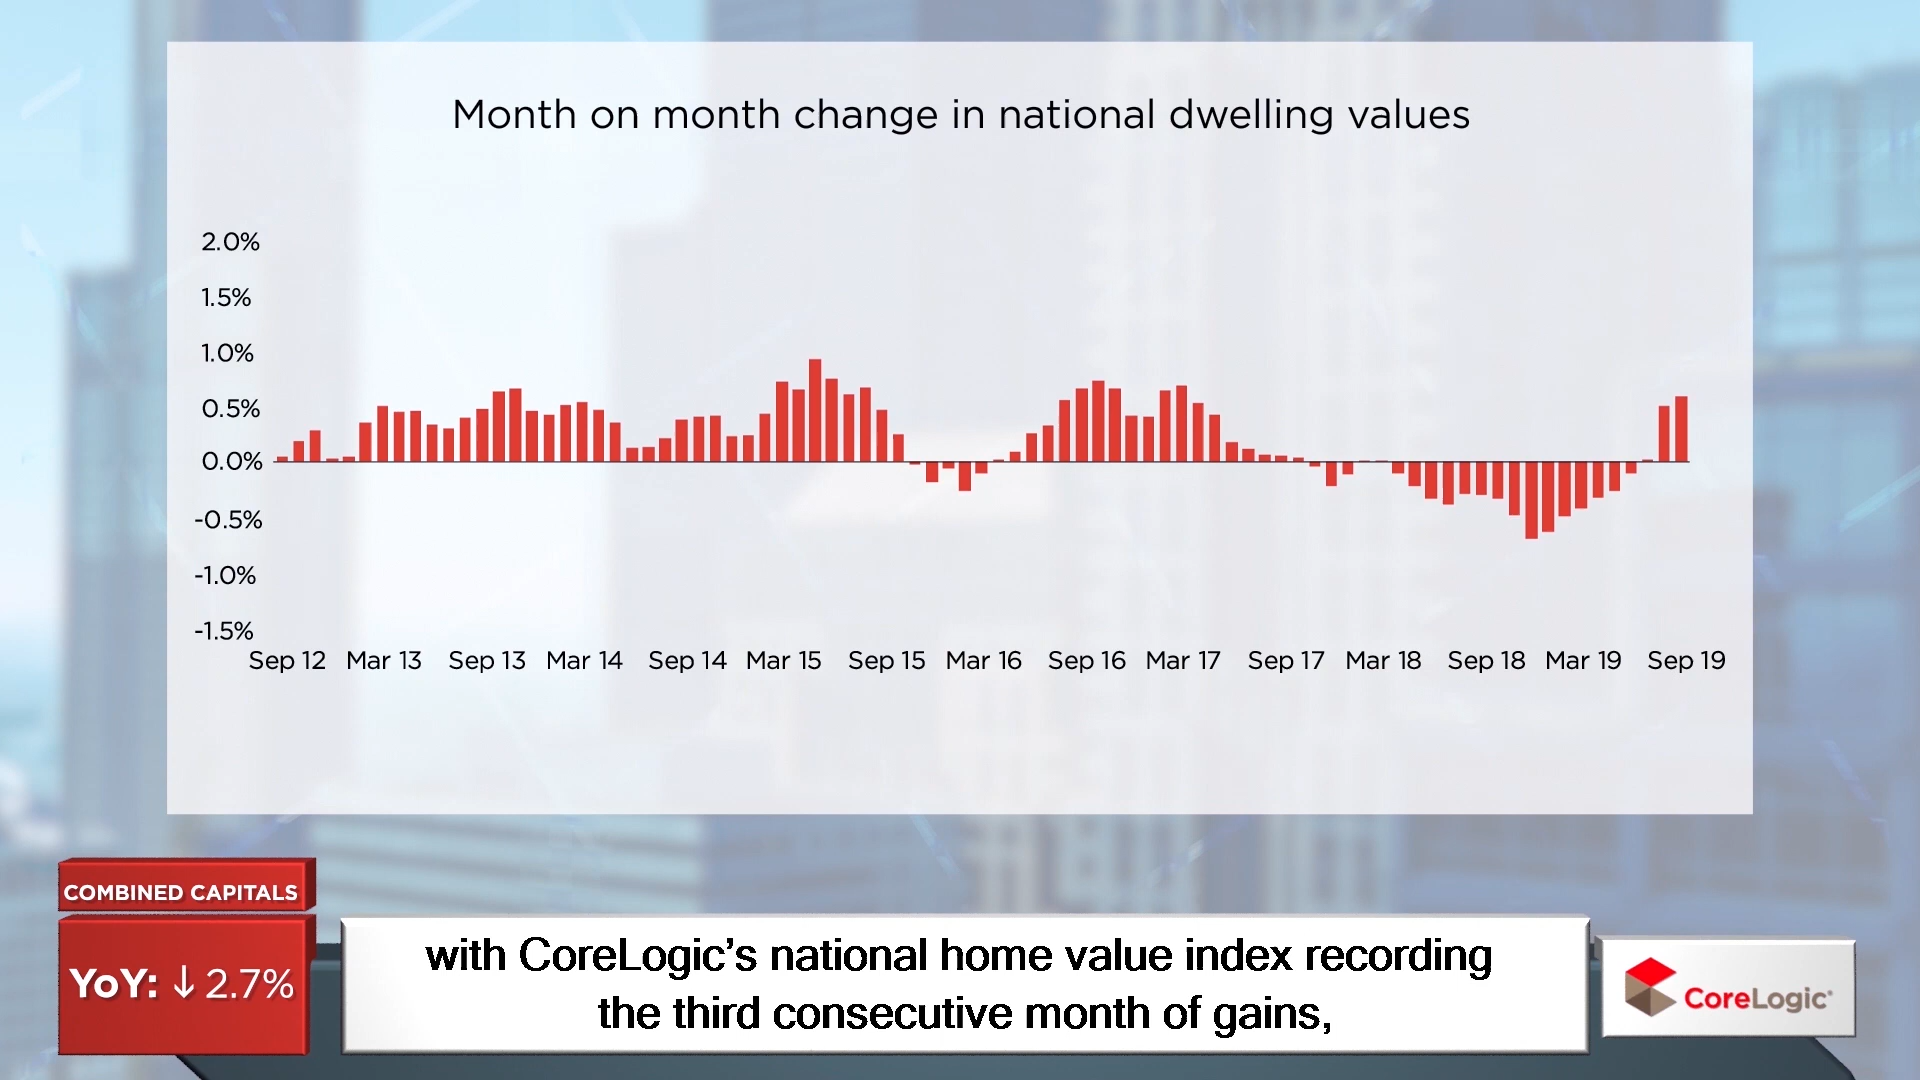 Month on month change in national dwelling values
2.0%
1.5%
1.0%
0.5%
0.0%
-0.5%
-1.0%
-1.5%
Sep 12 Mar 13 Sep 13 Mar 14 Sep 14 Mar 15 Sep 15 Mar 16 Sep 16 Mar 17 Sep 17 Mar 18 Sep 18 Mar 19 Sep 19
COMBINED CAPITALS
YoY: ↓ 2.7%
with CoreLogic’s national home value index recording
the third consecutive month of gains,
CoreLogic®